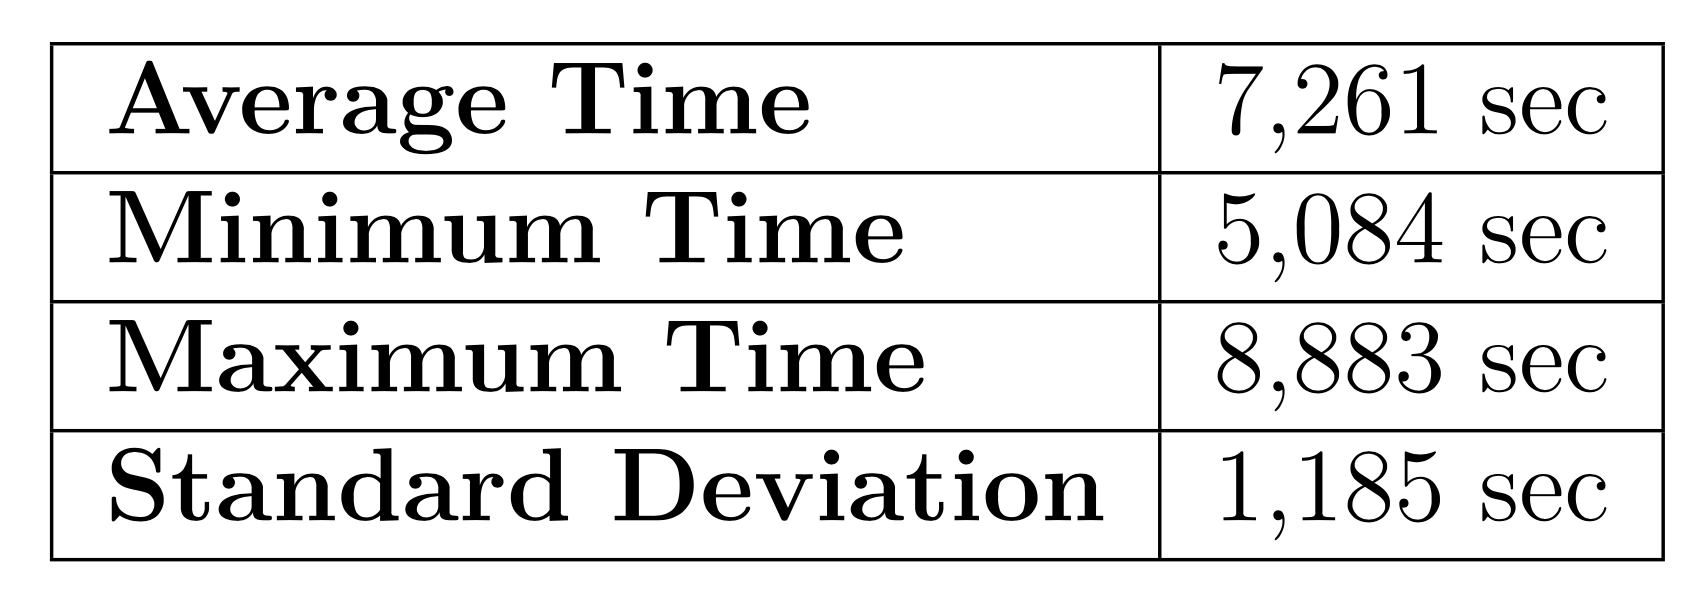 Average Time 7,261 sec
Minimum Time 5,084 sec
Maximum Time 8,883 sec
Standard Deviation 1,185 sec